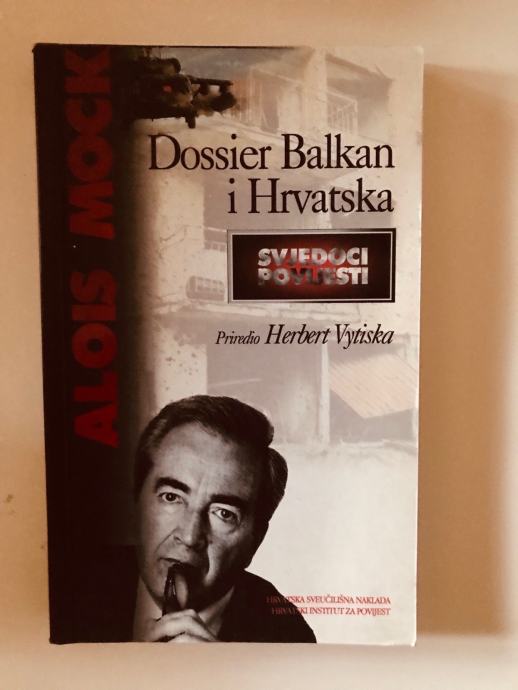 ALOIS MOCK
Dossier Balkan
i Hrvatska
SVJEDOCI
POVIJESTI
Priredio Herbert Vytiska
HRVATSKA SVEUČILIŠNA NAKLADA
HRVATSKI INSTITUT ZA POVIJEST